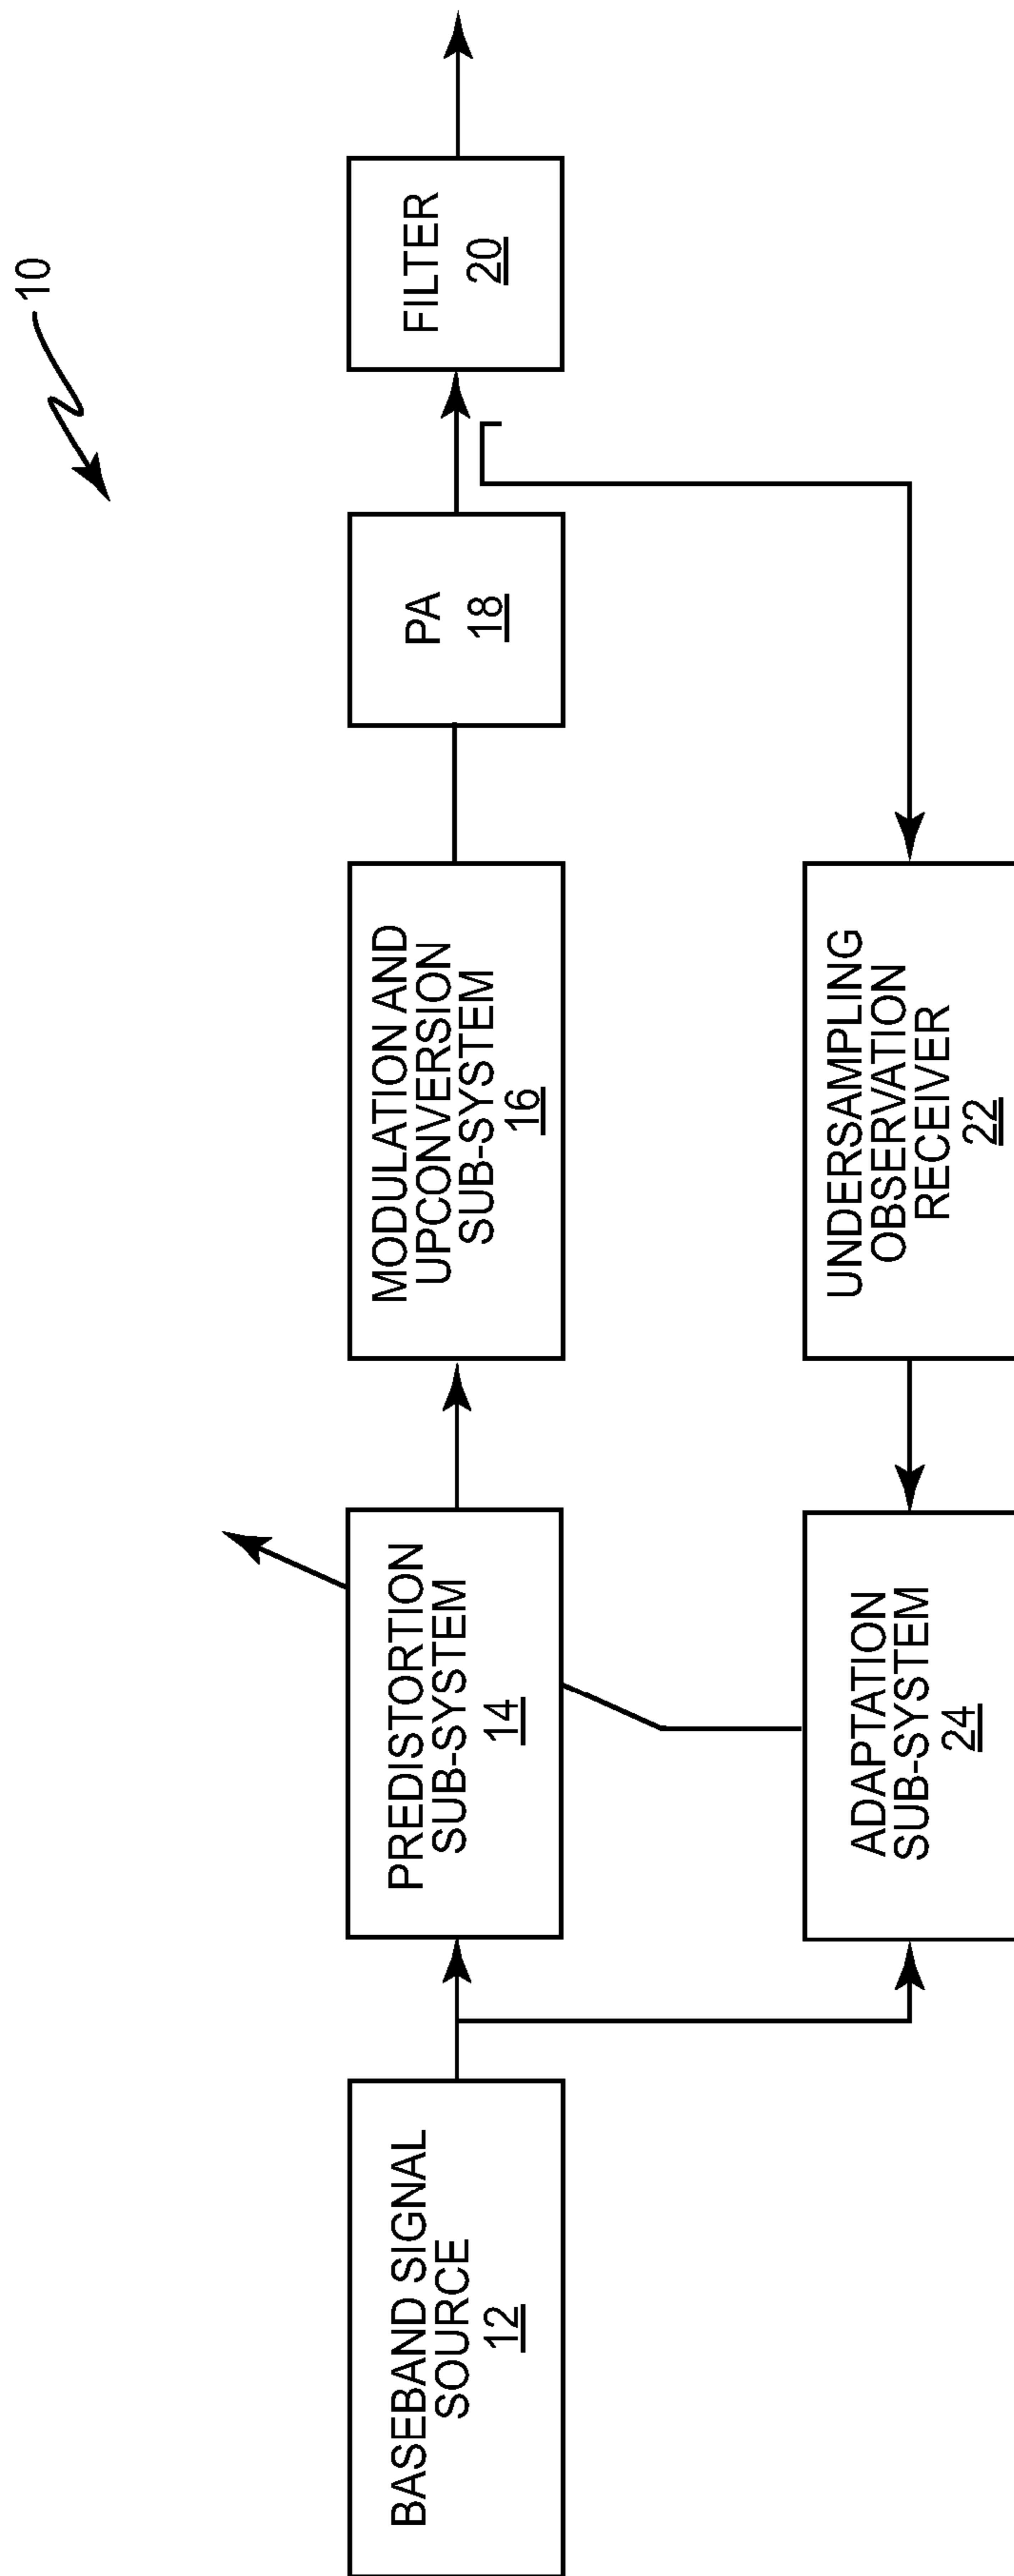 10
BASEBAND SIGNAL
SOURCE
12
PREDISTORTION
SUB-SYSTEM
14
MODULATION AND
UPCONVERSION
SUB-SYSTEM
16
PA
18
FILTER
20
ADAPTATION
SUB-SYSTEM
24
UNDERSAMPLING
OBSERVATION
RECEIVER
22